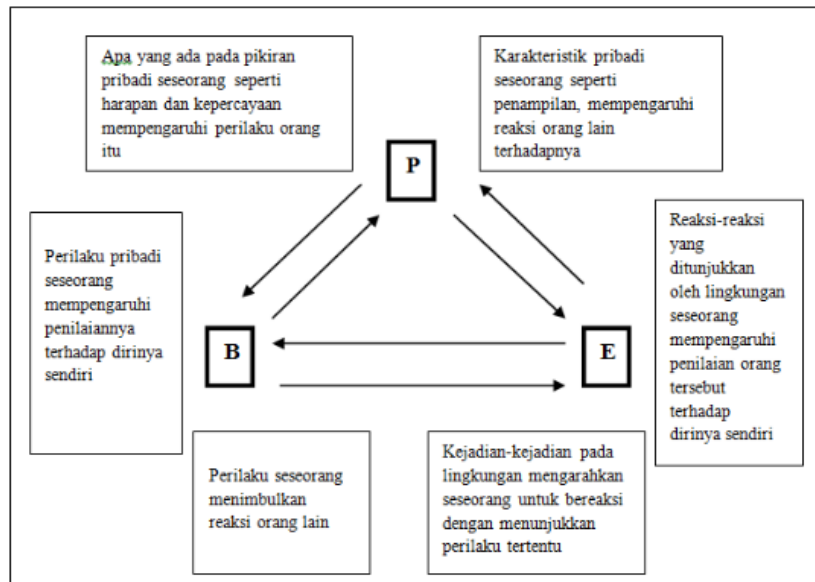 Apa yang ada pada pikiran
pribadi seseorang seperti
harapan dan kepercayaan
mempengaruhi perilaku orang
itu
Karakteristik pribadi
seseorang seperti
penampilan, mempengaruhi
reaksi orang lain
terhadapnya
P
Perilaku pribadi
seseorang
mempengaruhi
penilaiannya
terhadap dirinya
sendiri
B
E
Reaksi-reaksi
yang
ditunjukkan
oleh lingkungan
seseorang
mempengaruhi
penilaian orang
tersebut
terhadap
dirinya sendiri
Perilaku seseorang
menimbulkan
reaksi orang lain
Kejadian-kejadian pada
lingkungan mengarahkan
seseorang untuk bereaksi
dengan menunjukkan
perilaku tertentu